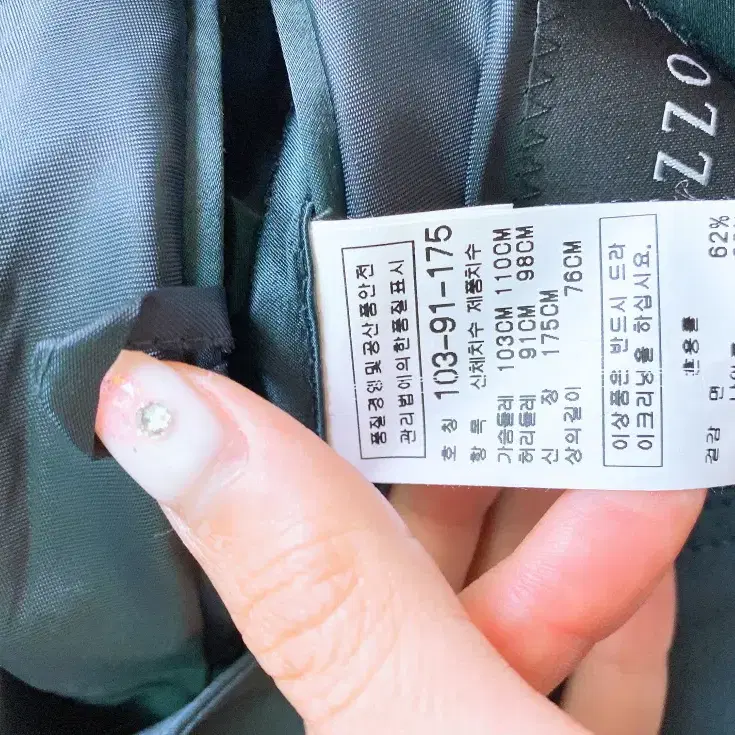 ZZO
품질경영및공산품안전
관리법에의한품질표시
호 칭 103-91-175
항 목 신체치수 제품치수
가슴둘레 103CM 110CM
허리둘레 91CM 98CM
신 장 175CM
상의길이 76CM
이상품은 반드시 드라
이크리닝을 하십시요.
혼용률
겉감 면 62%